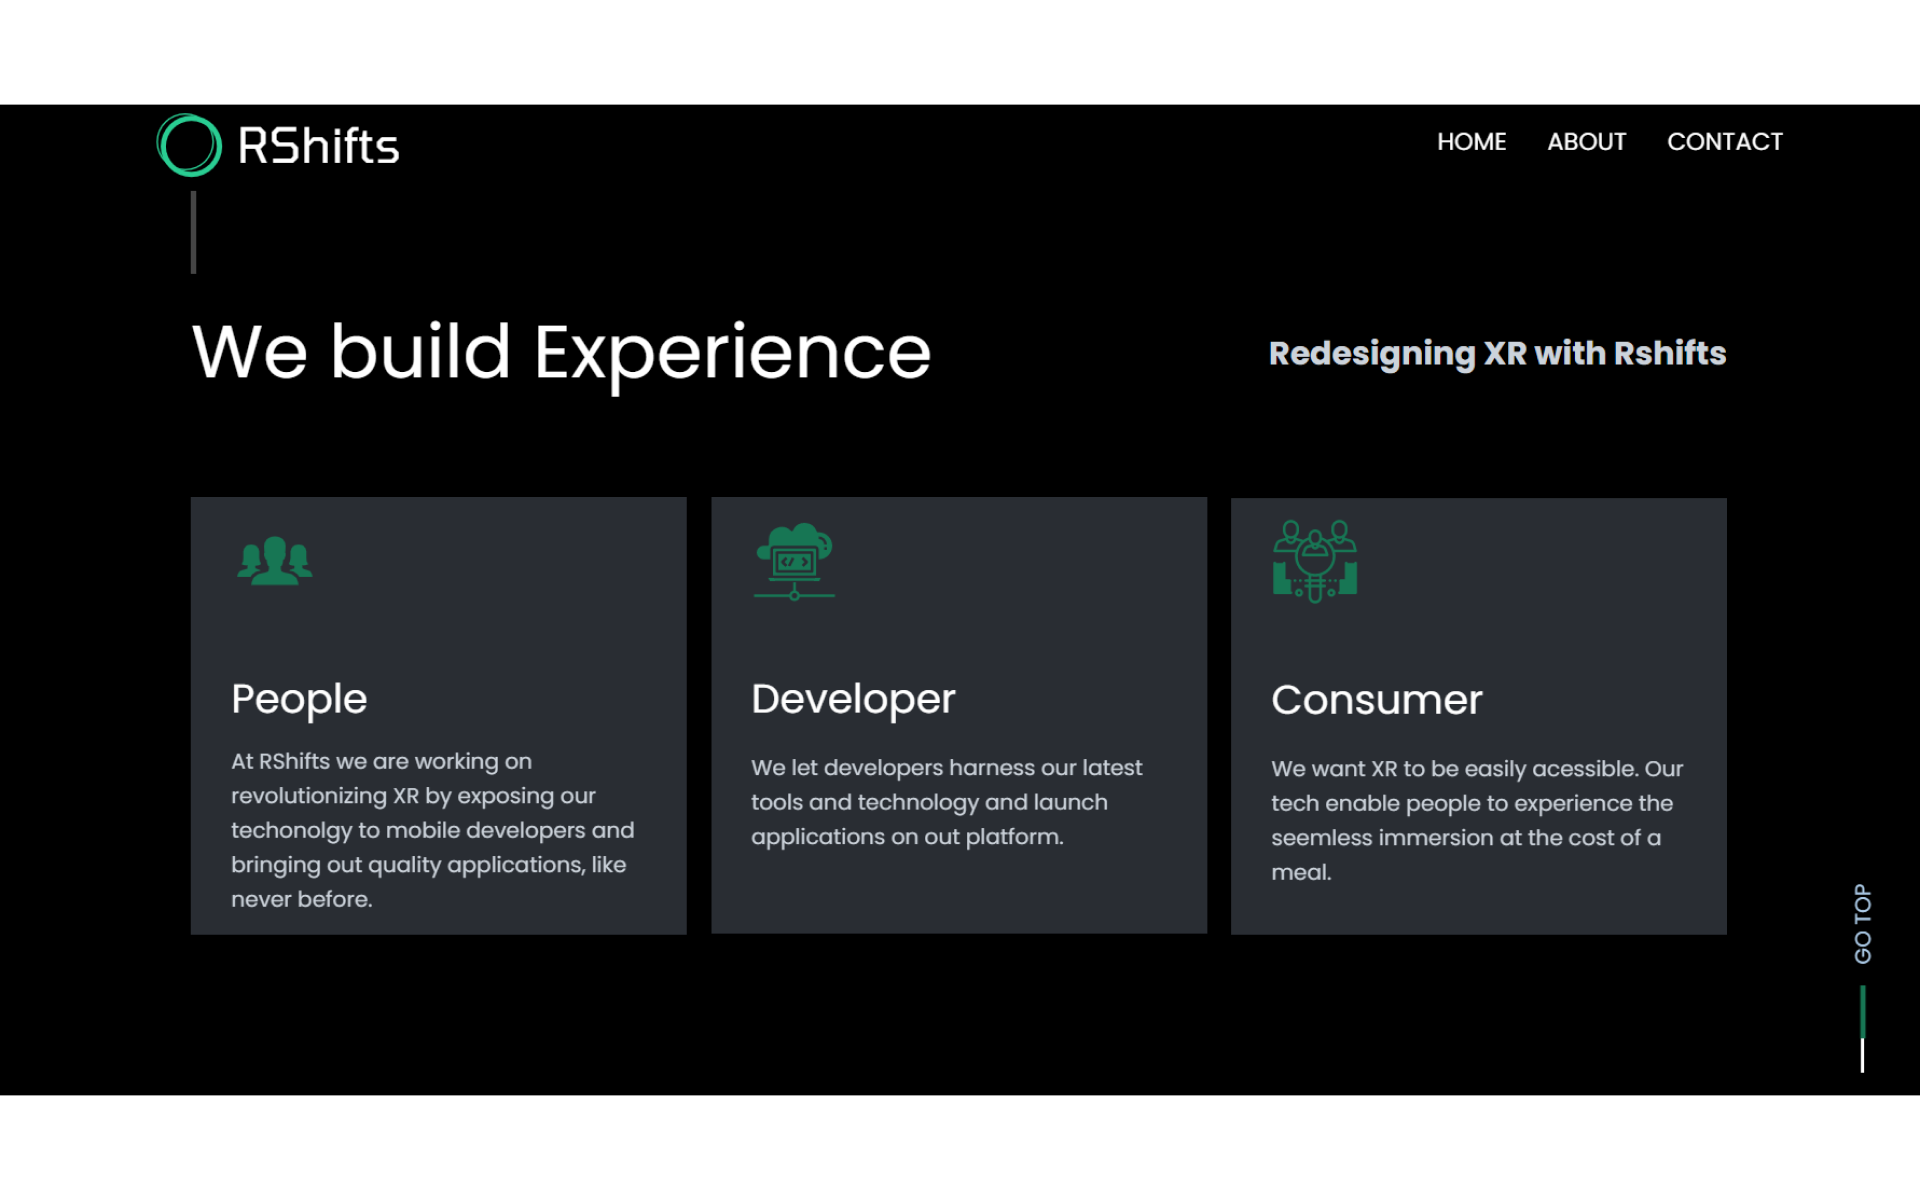 RShifts
HOME ABOUT CONTACT
We build Experience
Redesigning XR with Rshifts
People
At RShifts we are working on
revolutionizing XR by exposing our
techonolgy to mobile developers and
bringing out quality applications, like
never before.
Developer
We let developers harness our latest
tools and technology and launch
applications on out platform.
Consumer
We want XR to be easily acessible. Our
tech enable people to experience the
seemless immersion at the cost of a
meal.
GO TOP